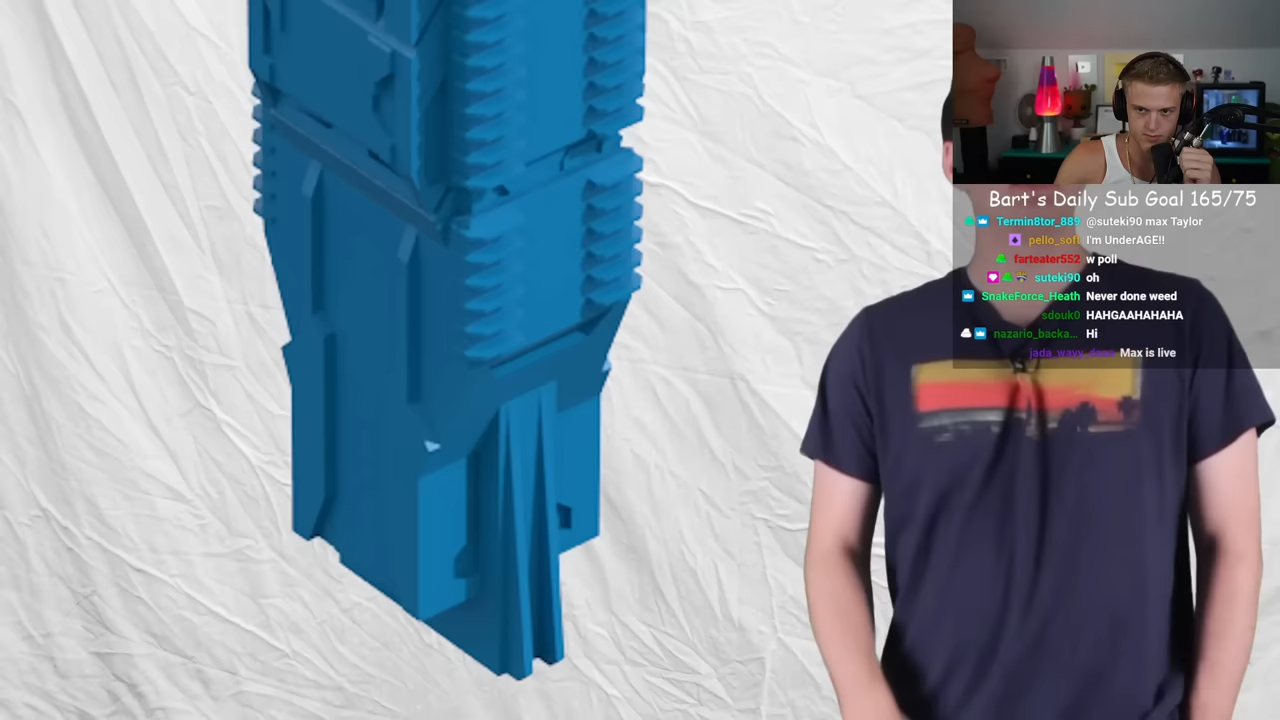 Bart's Daily Sub Goal 165/75
Termin8tor_889 @suteki90 max Taylor
pello_soft I'm UnderAGE!!
farteater552 w poll
suteki90 oh
SnakeForce_Heath Never done weed
sdouk0 HAHGAAHAHAHA
nazario_backa... Hi
Max is live